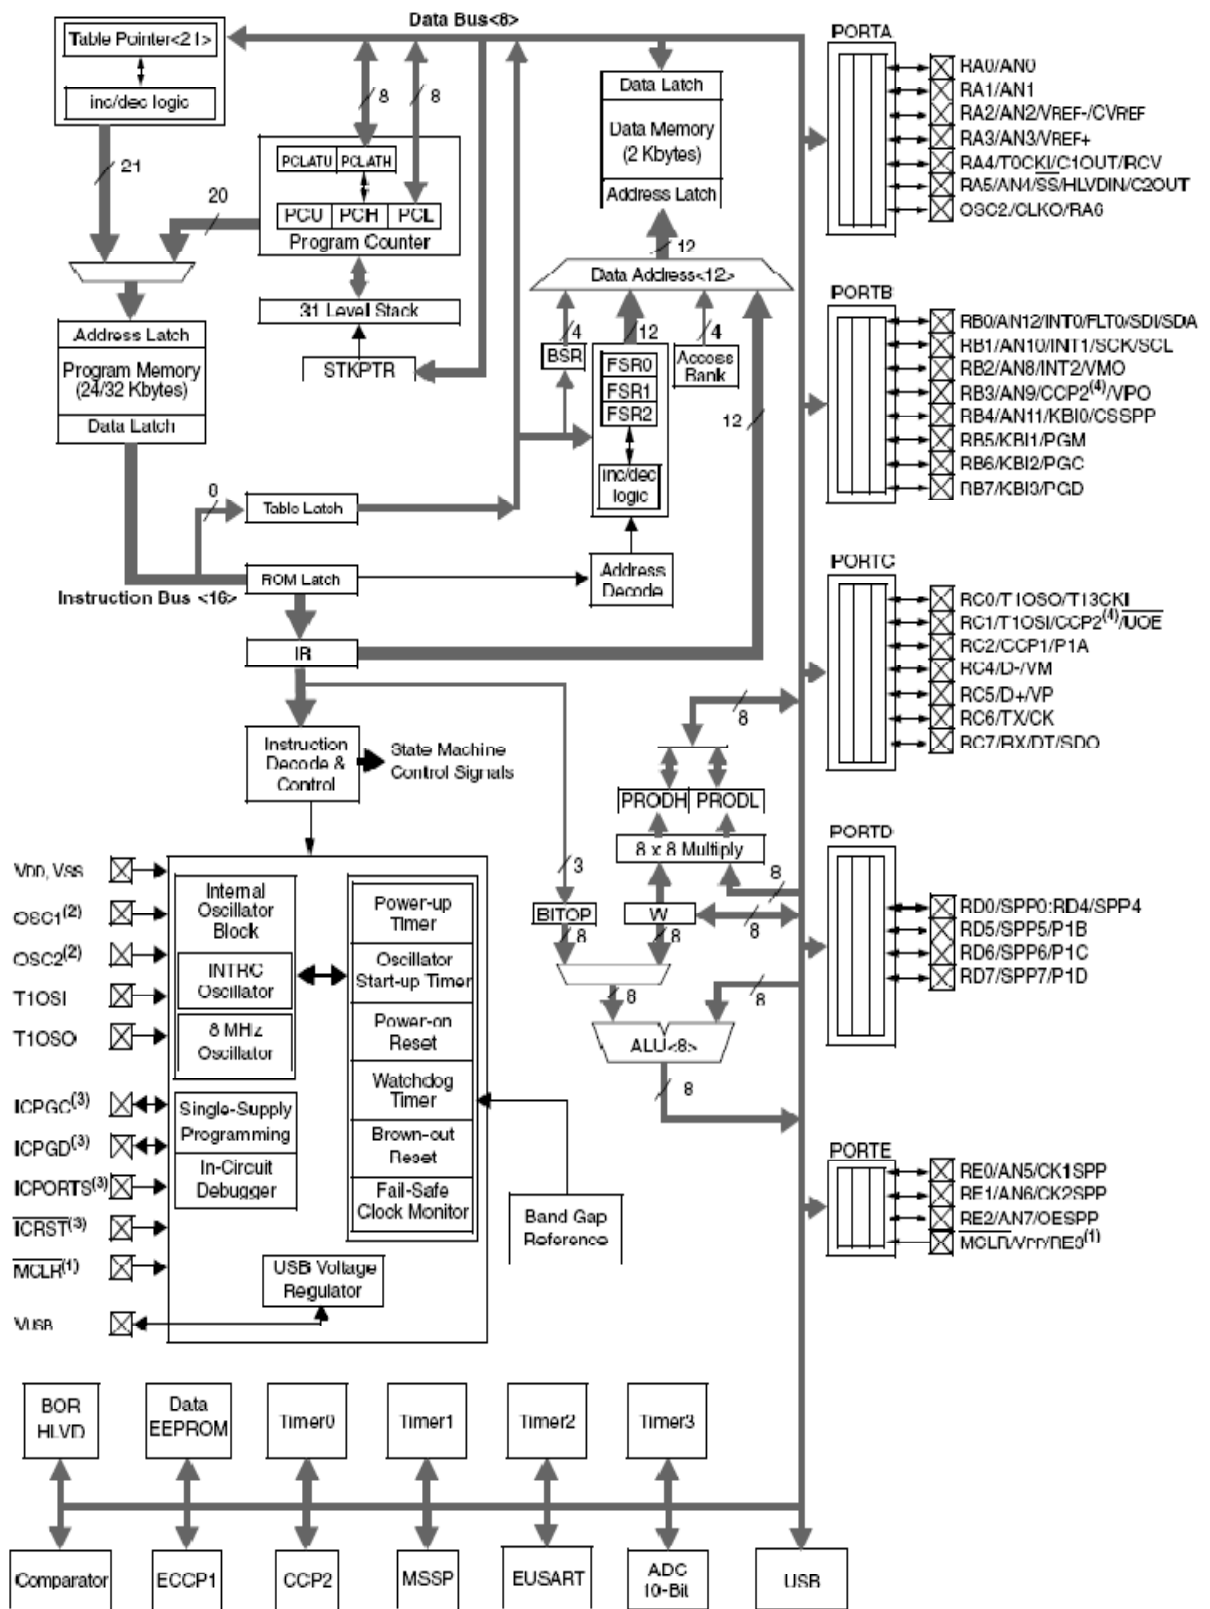 Data Bus<8>
Table Pointer<21>
inc/dec logic
21
20
8
8
PCLATU PCLATH
PCU PCH PCL
Program Counter
31 Level Stack
STKPTR
Address Latch
Program Memory
(24/32 Kbytes)
Data Latch
8
Table Latch
ROM Latch
Instruction Bus <16>
IR
Data Latch
Data Memory
(2 Kbytes)
Address Latch
12
Data Address<12>
4
12
4
BSR
FSR0
FSR1
FSR2
Access
Bank
12
inc/dec
logic
Address
Decode
Instruction
Decode &
Control
State Machine
Control Signals
8
PRODH PRODL
8 x 8 Multiply
3
8
BITOP
W
8
8
8
8
8
ALU<8>
8
VDD, VSS
OSC1(2)
OSC2(2)
T1OSI
T1OSO
ICPGC(3)
ICPGD(3)
ICPORTS(3)
ICRST(3)
MCLR(1)
VUSB
Internal
Oscillator
Block
INTRC
Oscillator
8 MHz
Oscillator
Single-Supply
Programming
In-Circuit
Debugger
Power-up
Timer
Oscillator
Start-up Timer
Power-on
Reset
Watchdog
Timer
Brown-out
Reset
Fail-Safe
Clock Monitor
USB Voltage
Regulator
Band Gap
Reference
PORTA
RA0/AN0
RA1/AN1
RA2/AN2/VREF-/CVREF
RA3/AN3/VREF+
RA4/T0CKI/C1OUT/RCV
RA5/AN4/SS/HLVDIN/C2OUT
OSC2/CLKO/RA6
PORTB
RB0/AN12/INT0/FLT0/SDI/SDA
RB1/AN10/INT1/SCK/SCL
RB2/AN8/INT2/VMO
RB3/AN9/CCP2(4)/VPO
RB4/AN11/KBI0/CSSPP
RB5/KBI1/PGM
RB6/KBI2/PGC
RB7/KBI3/PGD
PORTC
RC0/T1OSO/T13CKI
RC1/T1OSI/CCP2(4)/UOE
RC2/CCP1/P1A
RC4/D-/VM
RC5/D+/VP
RC6/TX/CK
RC7/RX/DT/SDO
PORTD
RD0/SPP0:RD4/SPP4
RD5/SPP5/P1B
RD6/SPP6/P1C
RD7/SPP7/P1D
PORTE
RE0/AN5/CK1SPP
RE1/AN6/CK2SPP
RE2/AN7/OESPP
MCLR/VPP/RE3(1)
BOR
HLVD
Data
EEPROM
Timer0
Timer1
Timer2
Timer3
Comparator
ECCP1
CCP2
MSSP
EUSART
ADC
10-Bit
USB